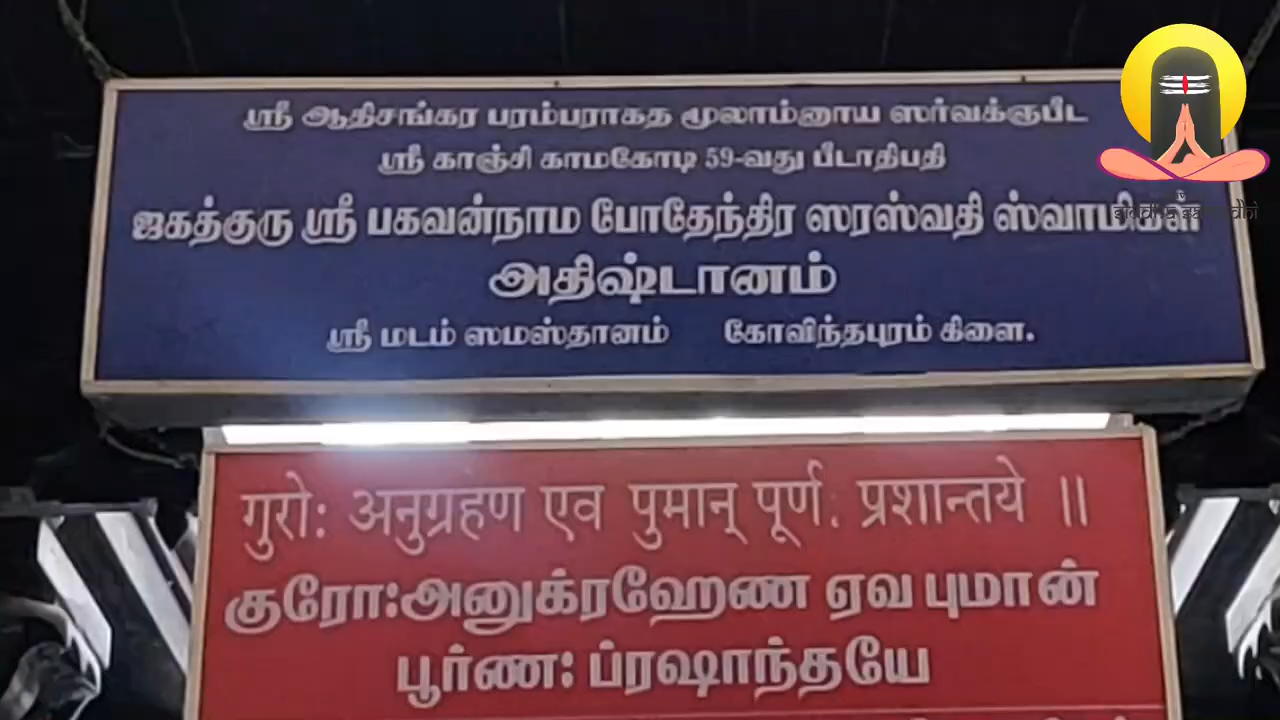 ஸ்ரீ ஆதிசங்கர பரம்பராகத மூலாம்னாய ஸர்வக்ஞபீட
ஸ்ரீ காஞ்சி காமகோடி 59-வது பீடாதிபதி
ஜகத்குரு ஸ்ரீ பகவன்நாம போதேந்திர ஸரஸ்வதி ஸ்வாமிகள்
அதிஷ்டானம்
ஸ்ரீ மடம் ஸமஸ்தானம் கோவிந்தபுரம் கிளை.
गुरो: अनुग्रहेण एव पुमान् पूर्ण: प्रशान्तये ॥
குரோ:அனுக்ரஹேண ஏவ புமான்
பூர்ண: ப்ரஷாந்தயே